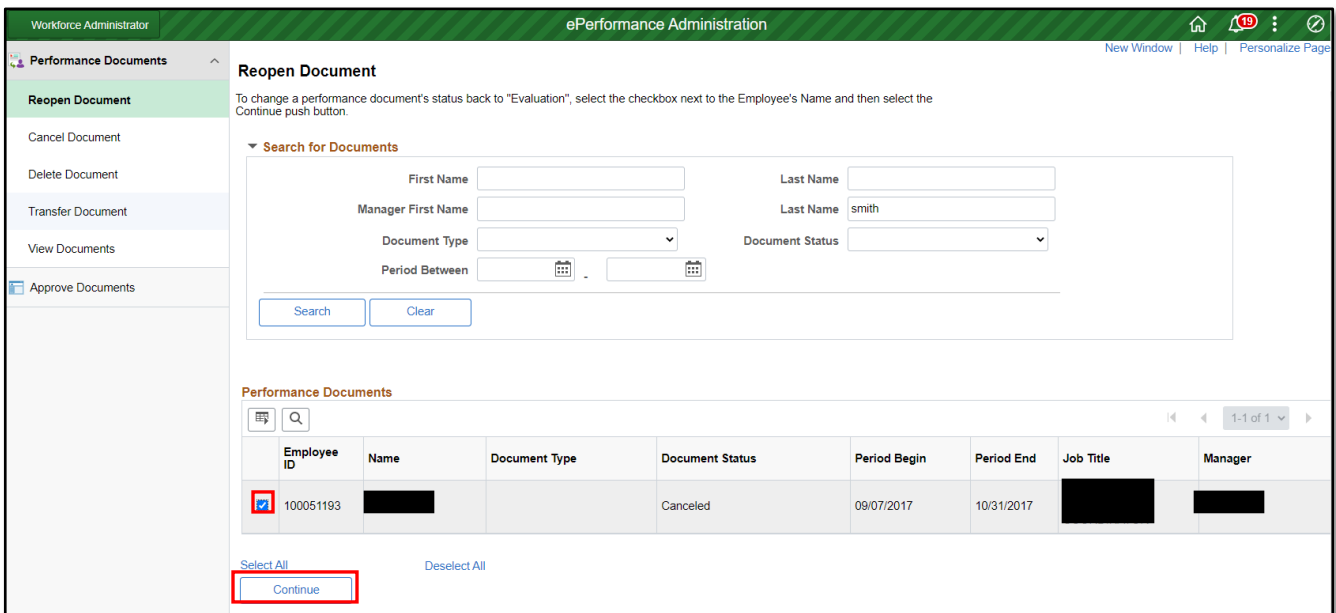 Workforce Administrator
ePerformance Administration
19
New Window | Help | Personalize Page
Performance Documents
Reopen Document
Cancel Document
Delete Document
Transfer Document
View Documents
Approve Documents
Reopen Document
To change a performance document's status back to "Evaluation", select the checkbox next to the Employee's Name and then select the
Continue push button.
Search for Documents
First Name
Last Name
Manager First Name
Last Name smith
Document Type
Document Status
Period Between -
Search Clear
Performance Documents
1-1 of 1
Employee ID Name Document Type Document Status Period Begin Period End Job Title Manager
100051193 Canceled 09/07/2017 10/31/2017
Select All Deselect All
Continue